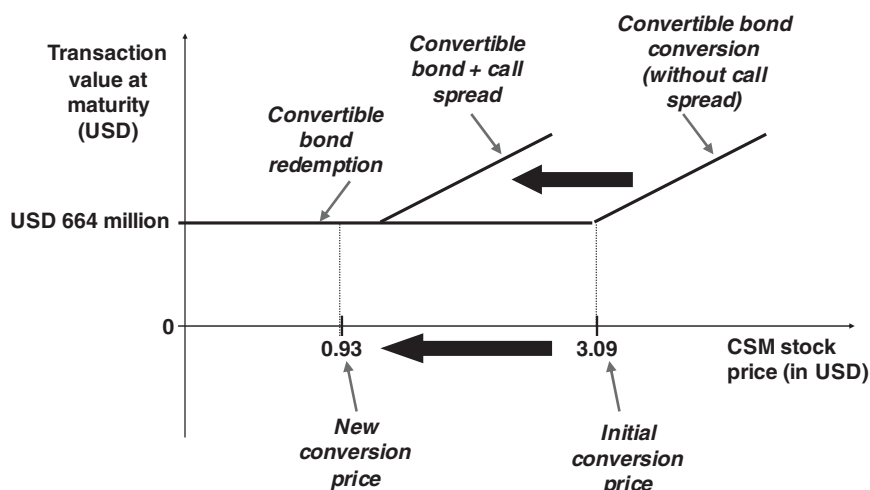 Transaction
value at
maturity
(USD)
Convertible
bond
redemption
Convertible
bond + call
spread
Convertible bond
conversion
(without call
spread)
USD 664 million
0
0.93
3.09
CSM stock
price (in USD)
New
conversion
price
Initial
conversion
price